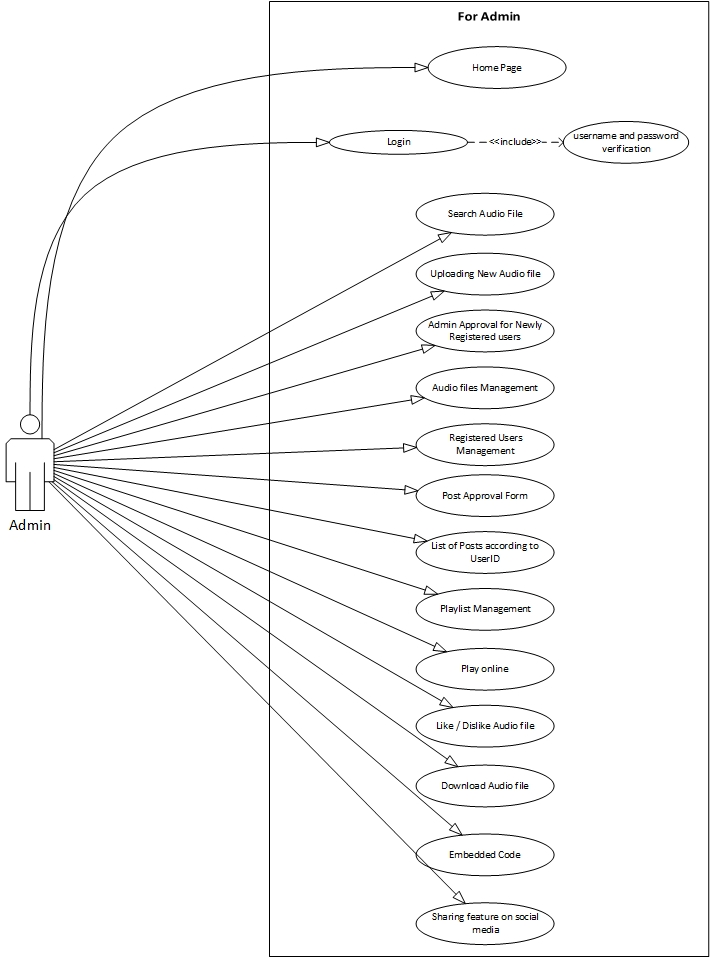 For Admin
Home Page
Login
<<include>>
username and password
verification
Search Audio File
Uploading New Audio file
Admin Approval for Newly
Registered users
Audio files Management
Registered Users
Management
Post Approval Form
List of Posts according to
UserID
Playlist Management
Play online
Like / Dislike Audio file
Download Audio file
Embedded Code
Sharing feature on social
media
Admin